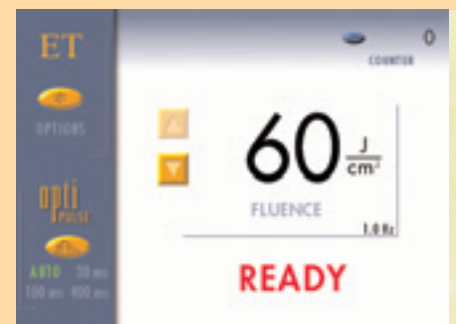 ET
0
COUNTER
OPTIONS
60 J/cm²
FLUENCE
1.0 Hz
opti
PULSE
READY
AUTO 30 ms
100 ms 400 ms